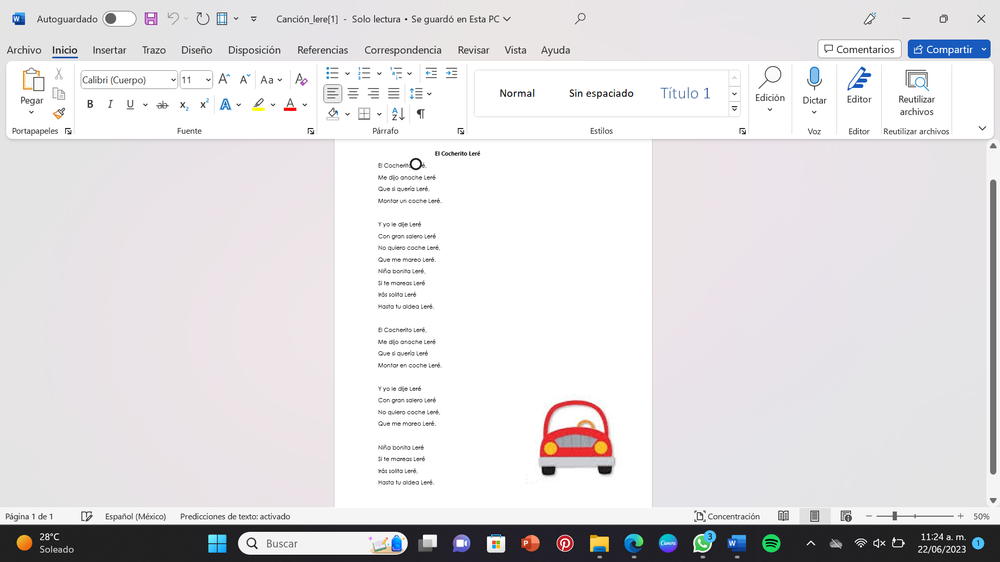 Autoguardado
Canción_lere[1] - Solo lectura • Se guardó en Esta PC
Archivo Inicio Insertar Trazo Diseño Disposición Referencias Correspondencia Revisar Vista Ayuda
Comentarios Compartir
Pegar
Portapapeles
Calibri (Cuerpo) 11
Fuente
Párrafo
Normal Sin espaciado Título 1
Estilos
Edición
Dictar
Voz
Editor
Editor
Reutilizar
archivos
Reutilizar archivos
El Cocherito Leré
El Cocherito
Me dijo anoche Leré
Que si quería Leré,
Montar un coche Leré.
Y yo le dije Leré
Con gran salero Leré
No quiero coche Leré,
Que me mareo Leré.
Niña bonita Leré,
Si te mareas Leré
Irás solita Leré
Hasta tu aldea Leré.
El Cocherito Leré,
Me dijo anoche Leré
Que si quería Leré
Montar en coche Leré.
Y yo le dije Leré
Con gran salero Leré
No quiero coche Leré,
Que me mareo Leré.
Niña bonita Leré
Si te mareas Leré
Irás solita Leré,
Hasta tu aldea Leré.
Página 1 de 1 Español (México) Predicciones de texto: activado
Concentración 50%
28°C
Soleado
Buscar
Canva
3
11:24 a. m.
22/06/2023
1